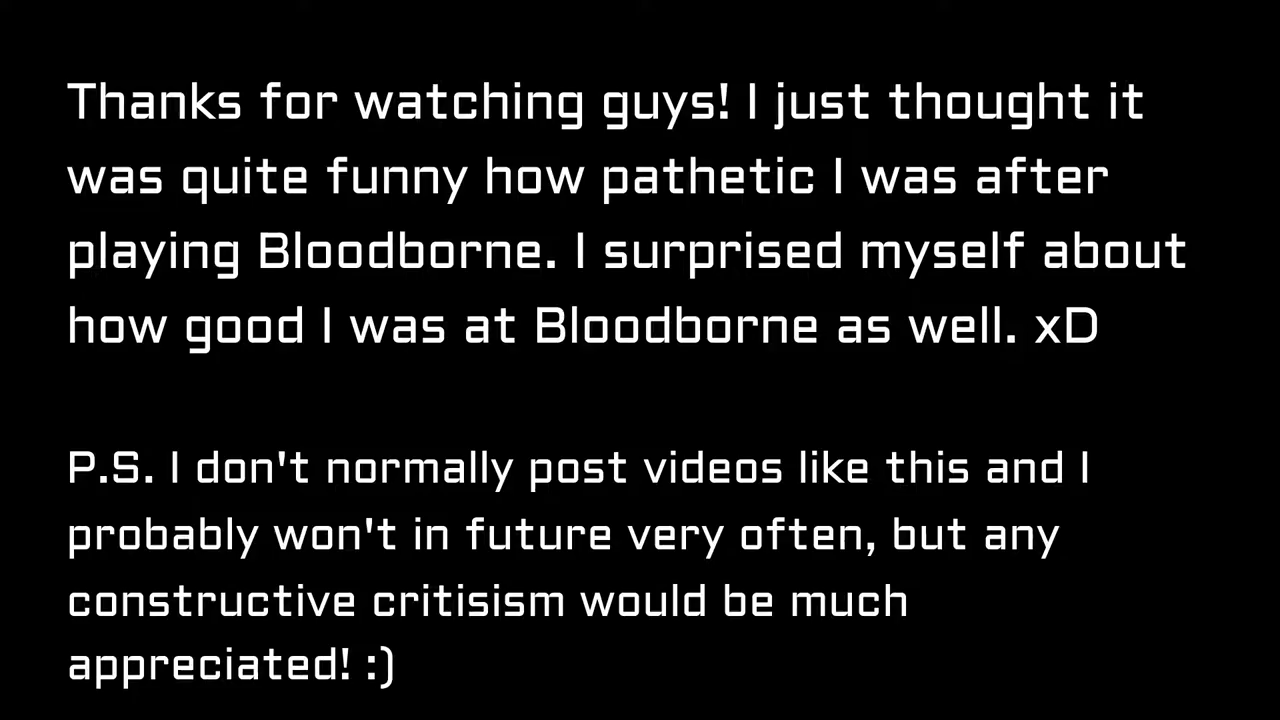 Thanks for watching guys! I just thought it
was quite funny how pathetic I was after
playing Bloodborne. I surprised myself about
how good I was at Bloodborne as well. xD
P.S. I don't normally post videos like this and I
probably won't in future very often, but any
constructive critisism would be much
appreciated! :)